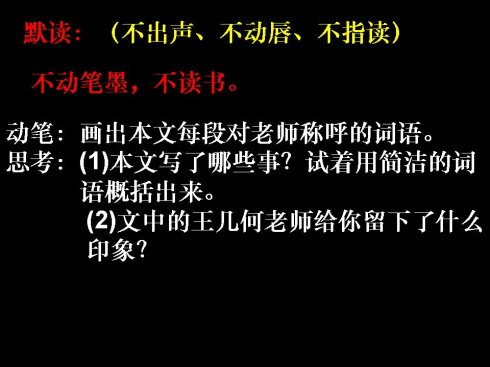 默读：（不出声、不动唇、不指读）
不动笔墨，不读书。
动笔：画出本文每段对老师称呼的词语。
思考：(1)本文写了哪些事？试着用简洁的词
语概括出来。
(2)文中的王几何老师给你留下了什么
印象？